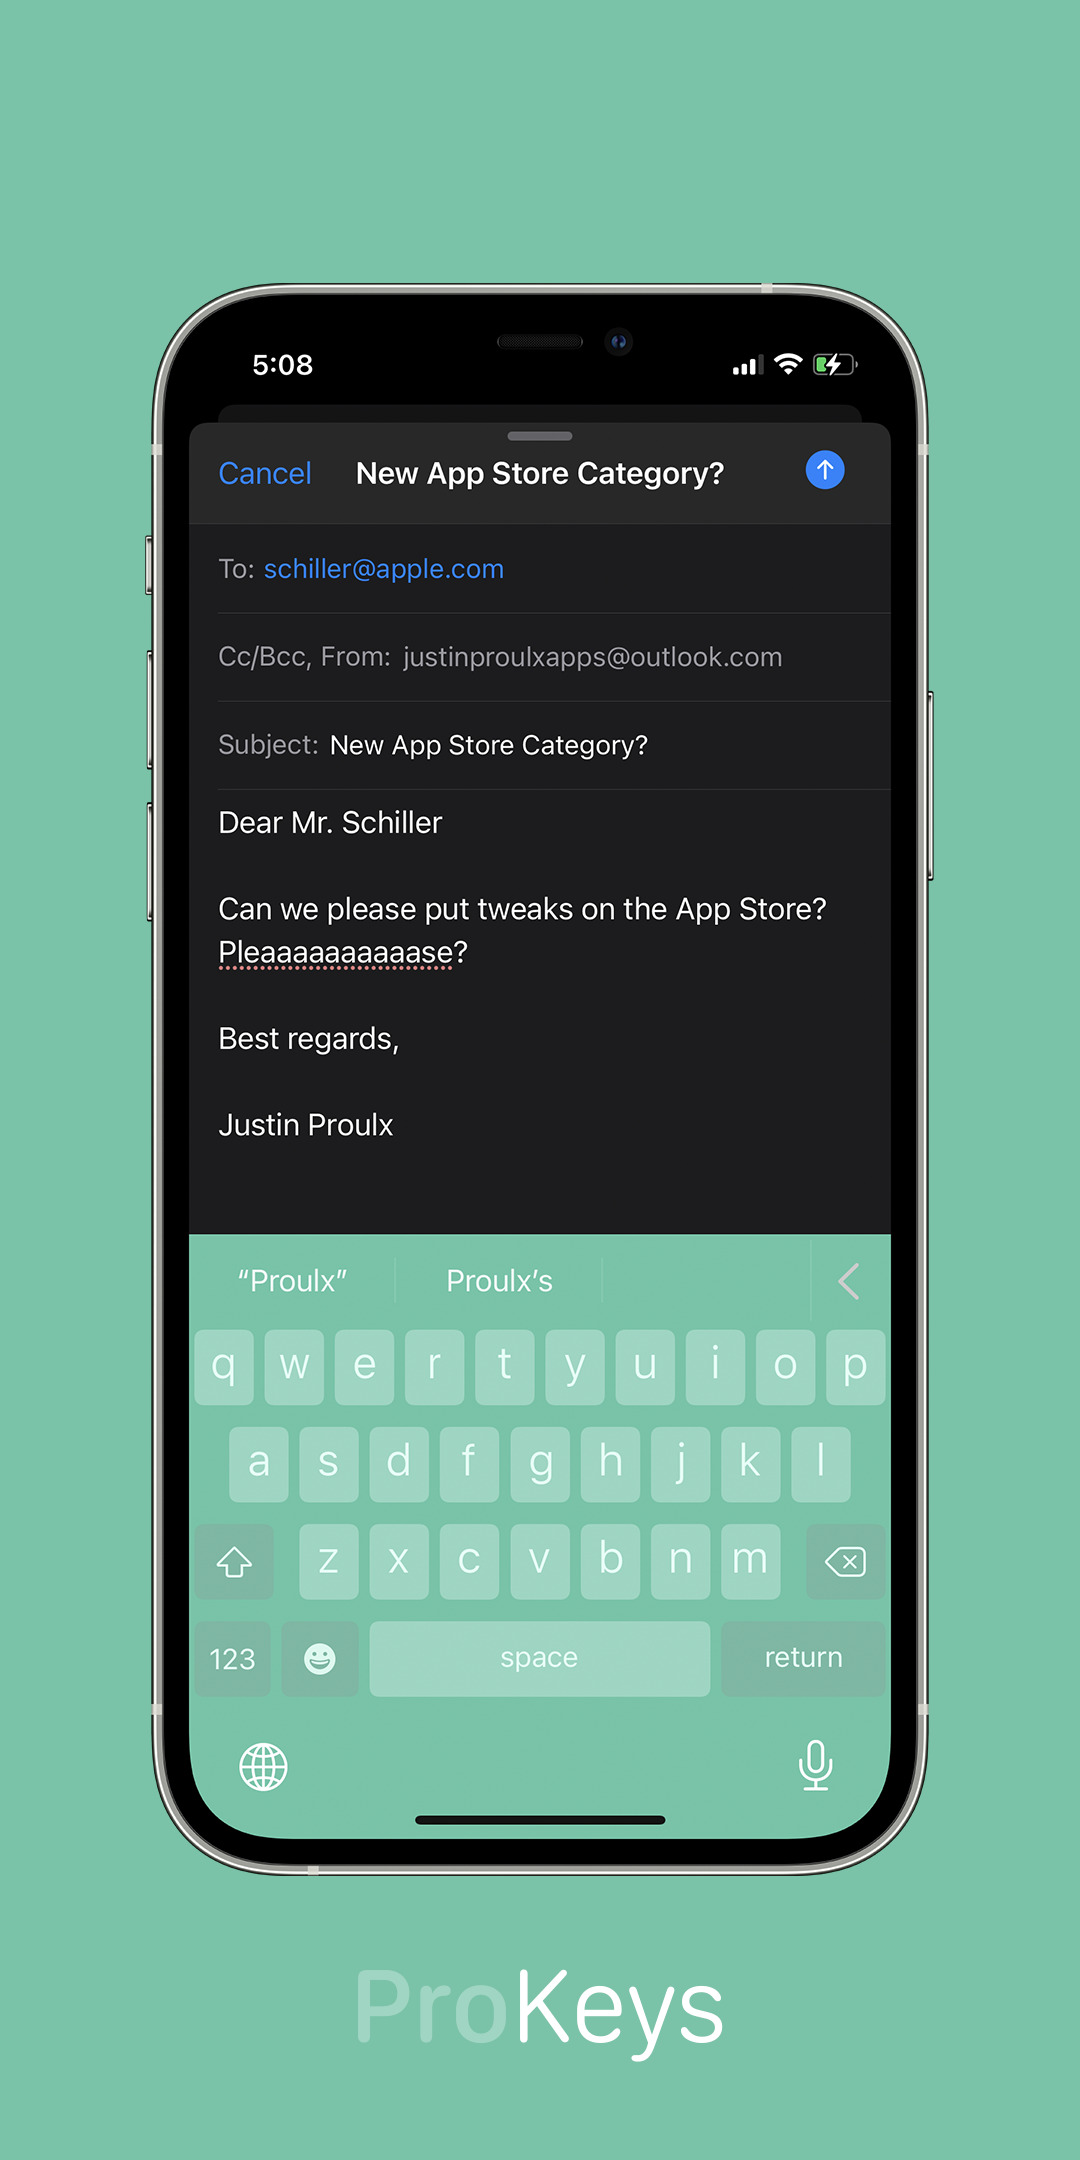 5:08
Cancel New App Store Category?
To: schiller@apple.com
Cc/Bcc, From: justinproulxapps@outlook.com
Subject: New App Store Category?
Dear Mr. Schiller
Can we please put tweaks on the App Store?
Pleaaaaaaaaaaase?
Best regards,
Justin Proulx
“Proulx” Proulx’s
q w e r t y u i o p
a s d f g h j k l
z x c v b n m
123 space return
ProKeys